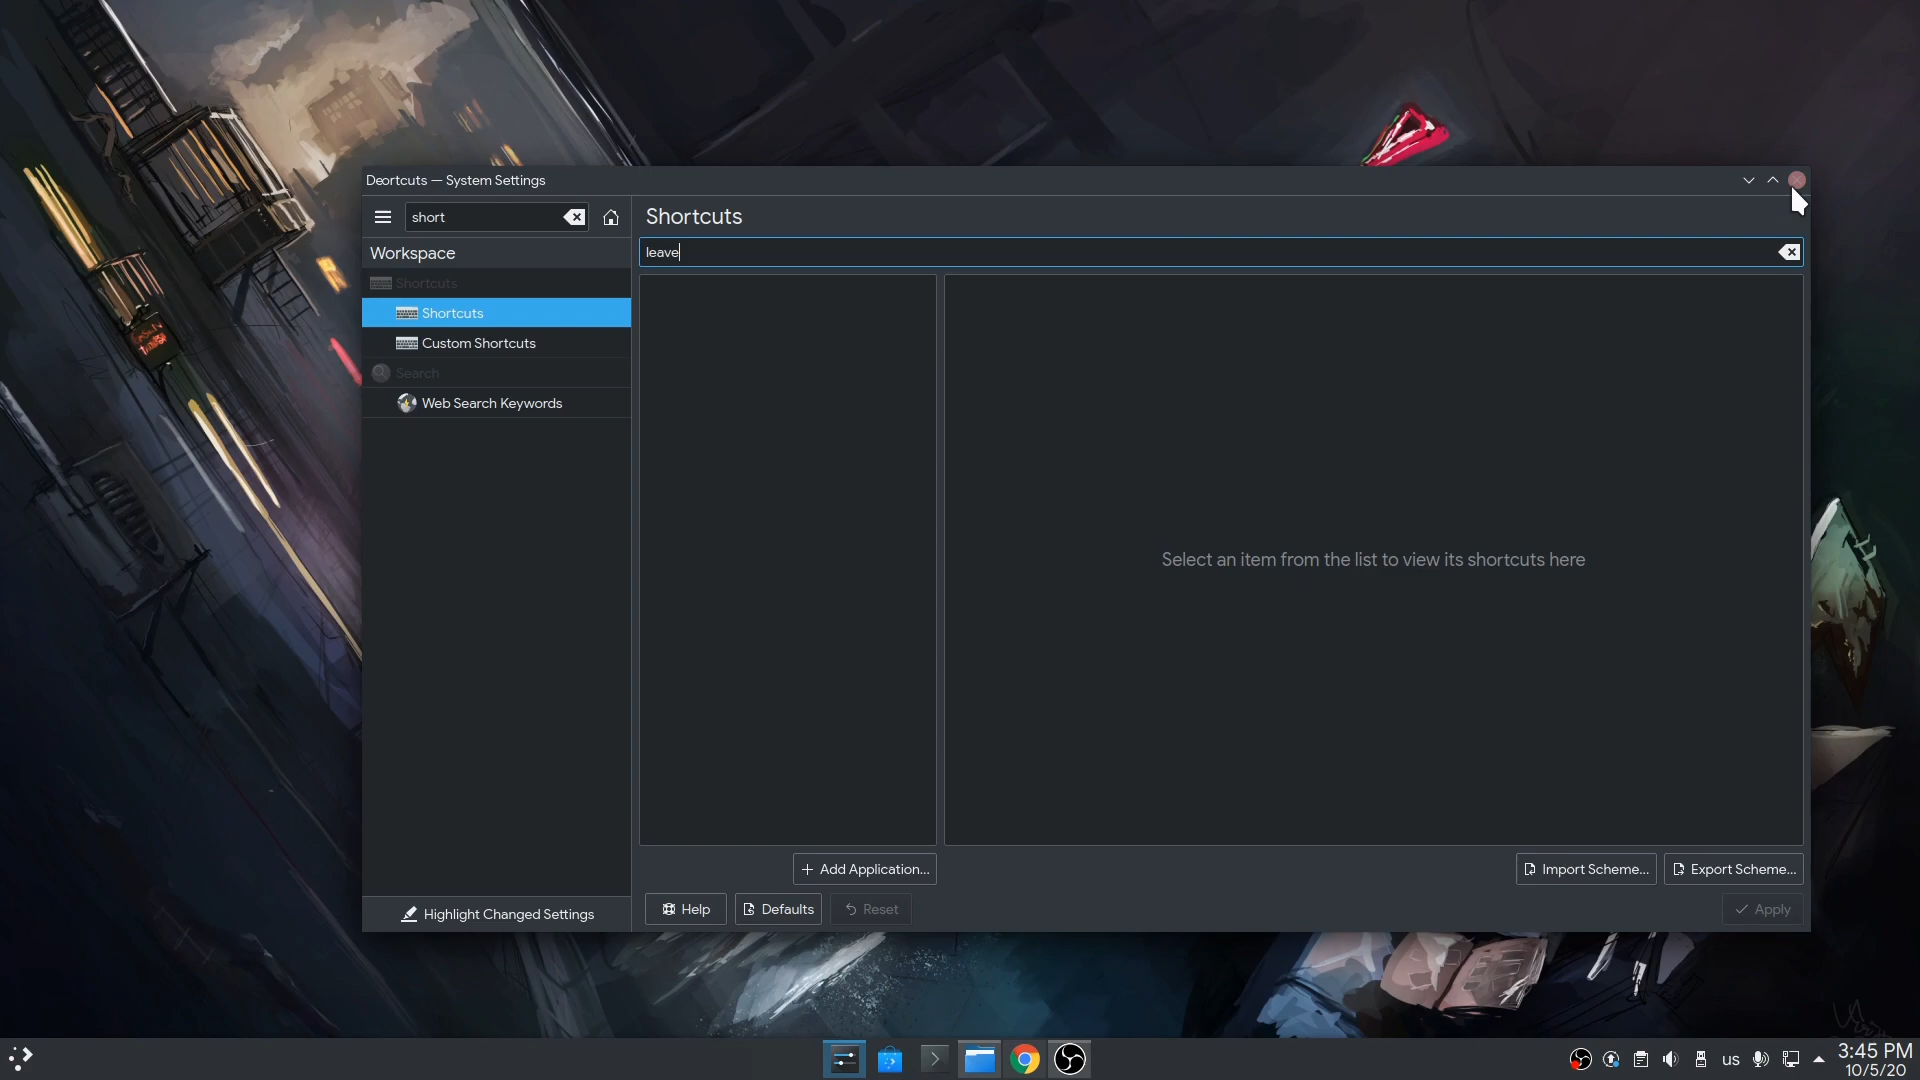 Deortcuts — System Settings
short
Shortcuts
leave
Workspace
Shortcuts
Shortcuts
Custom Shortcuts
Search
Web Search Keywords
Select an item from the list to view its shortcuts here
Add Application...
Import Scheme...
Export Scheme...
Highlight Changed Settings
Help
Defaults
Reset
Apply
us
3:45 PM
10/5/20